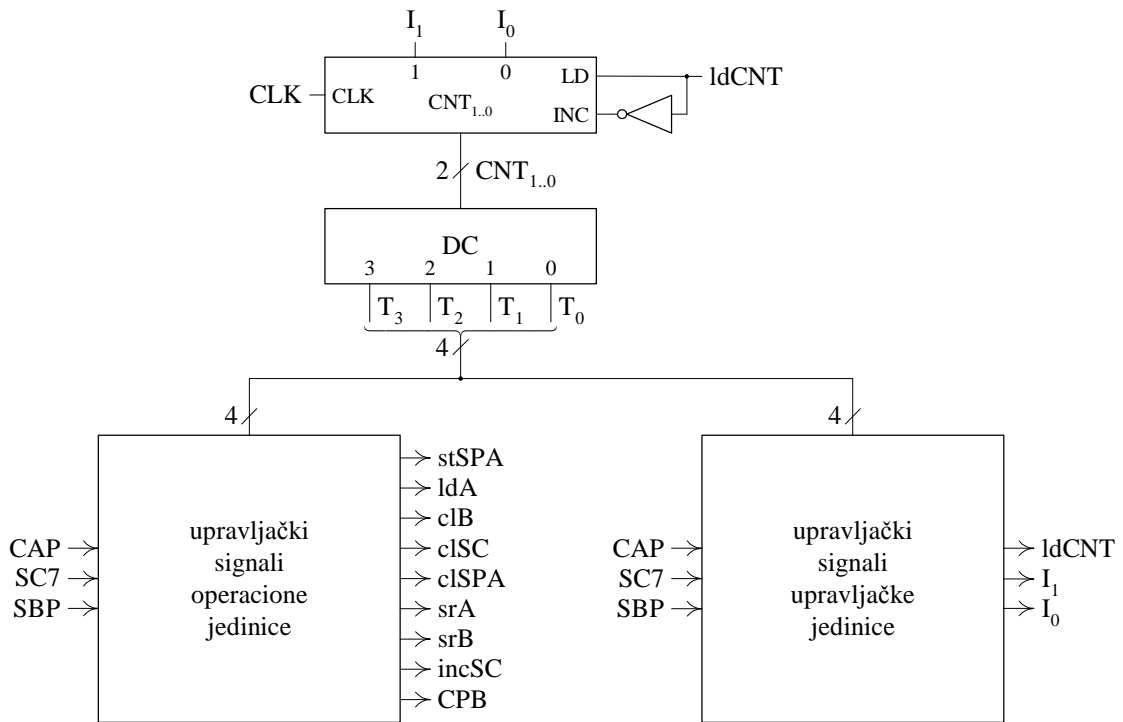 I₁ I₀
1 0 LD ldCNT
CLK CLK CNT₁..₀
INC
2 CNT₁..₀
DC
3 2 1 0
T₃ T₂ T₁ T₀
4
4 4
stSPA
ldA
clB
clSC
clSPA
srA
srB
incSC
CPB
CAP
SC7
SBP
upravljački
signali
operacione
jedinice
CAP
SC7
SBP
upravljački
signali
upravljačke
jedinice
ldCNT
I₁
I₀